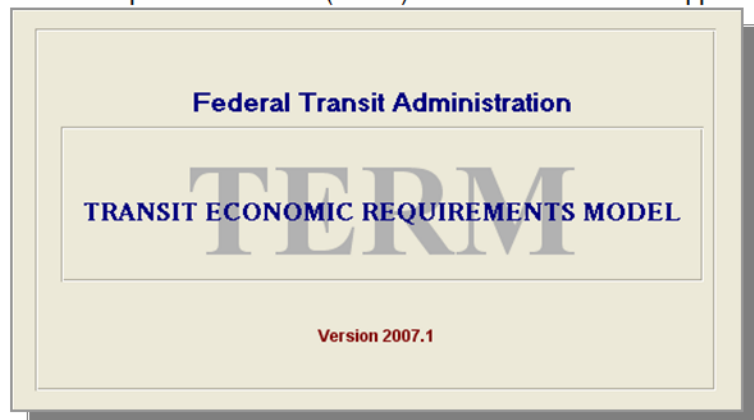 Federal Transit Administration
TERM
TRANSIT ECONOMIC REQUIREMENTS MODEL
Version 2007.1